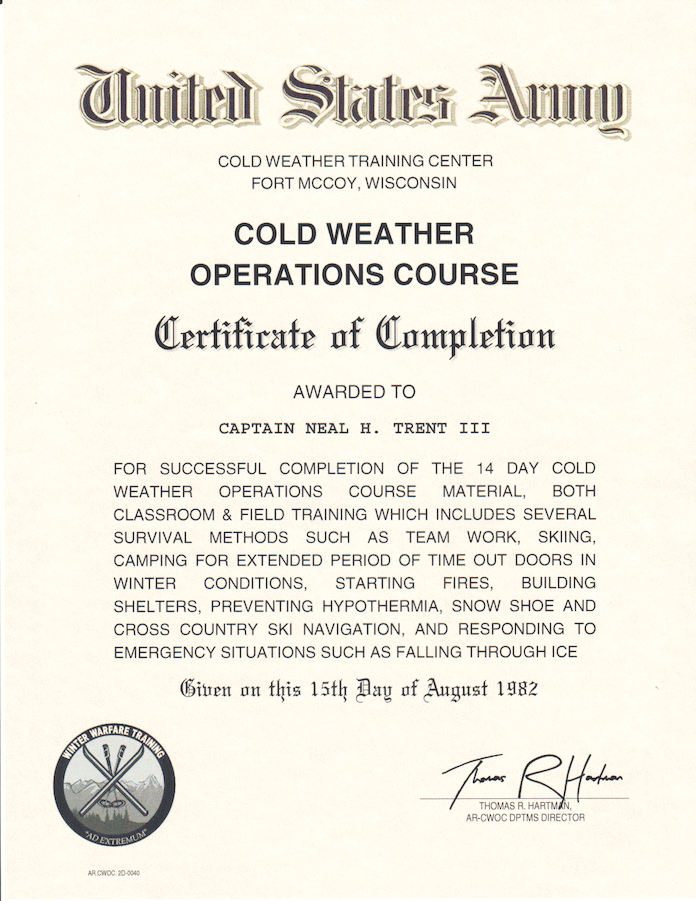 United States Army
COLD WEATHER TRAINING CENTER
FORT MCCOY, WISCONSIN
COLD WEATHER
OPERATIONS COURSE
Certificate of Completion
AWARDED TO
CAPTAIN NEAL H. TRENT III
FOR SUCCESSFUL COMPLETION OF THE 14 DAY COLD
WEATHER OPERATIONS COURSE MATERIAL, BOTH
CLASSROOM & FIELD TRAINING WHICH INCLUDES SEVERAL
SURVIVAL METHODS SUCH AS TEAM WORK, SKIING,
CAMPING FOR EXTENDED PERIOD OF TIME OUT DOORS IN
WINTER CONDITIONS, STARTING FIRES, BUILDING
SHELTERS, PREVENTING HYPOTHERMIA, SNOW SHOE AND
CROSS COUNTRY SKI NAVIGATION, AND RESPONDING TO
EMERGENCY SITUATIONS SUCH AS FALLING THROUGH ICE
Given on this 15th Day of August 1982
WINTER WARFARE TRAINING
"AD EXTREMUM"
Thomas R Hartman
THOMAS R. HARTMAN,
AR-CWOC DPTMS DIRECTOR
AR.CWOC. 2D-0040